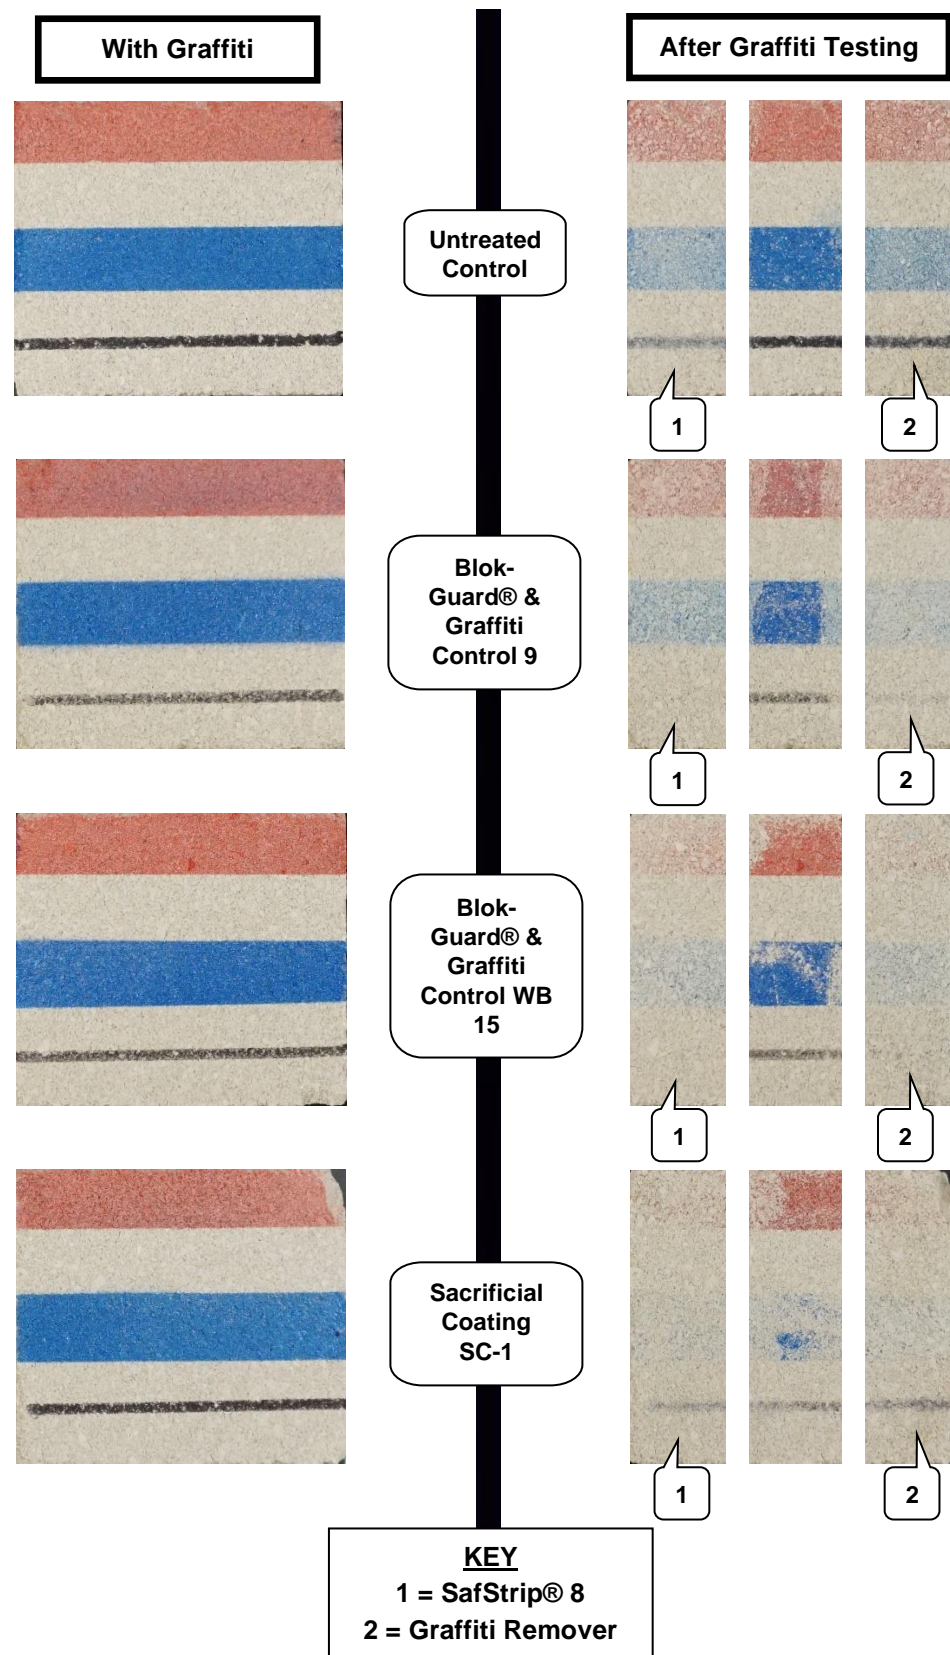 With Graffiti
After Graffiti Testing
Untreated
Control
1
2
Blok-
Guard® &
Graffiti
Control 9
1
2
Blok-
Guard® &
Graffiti
Control WB
15
1
2
Sacrificial
Coating
SC-1
1
2
KEY
1 = SafStrip® 8
2 = Graffiti Remover